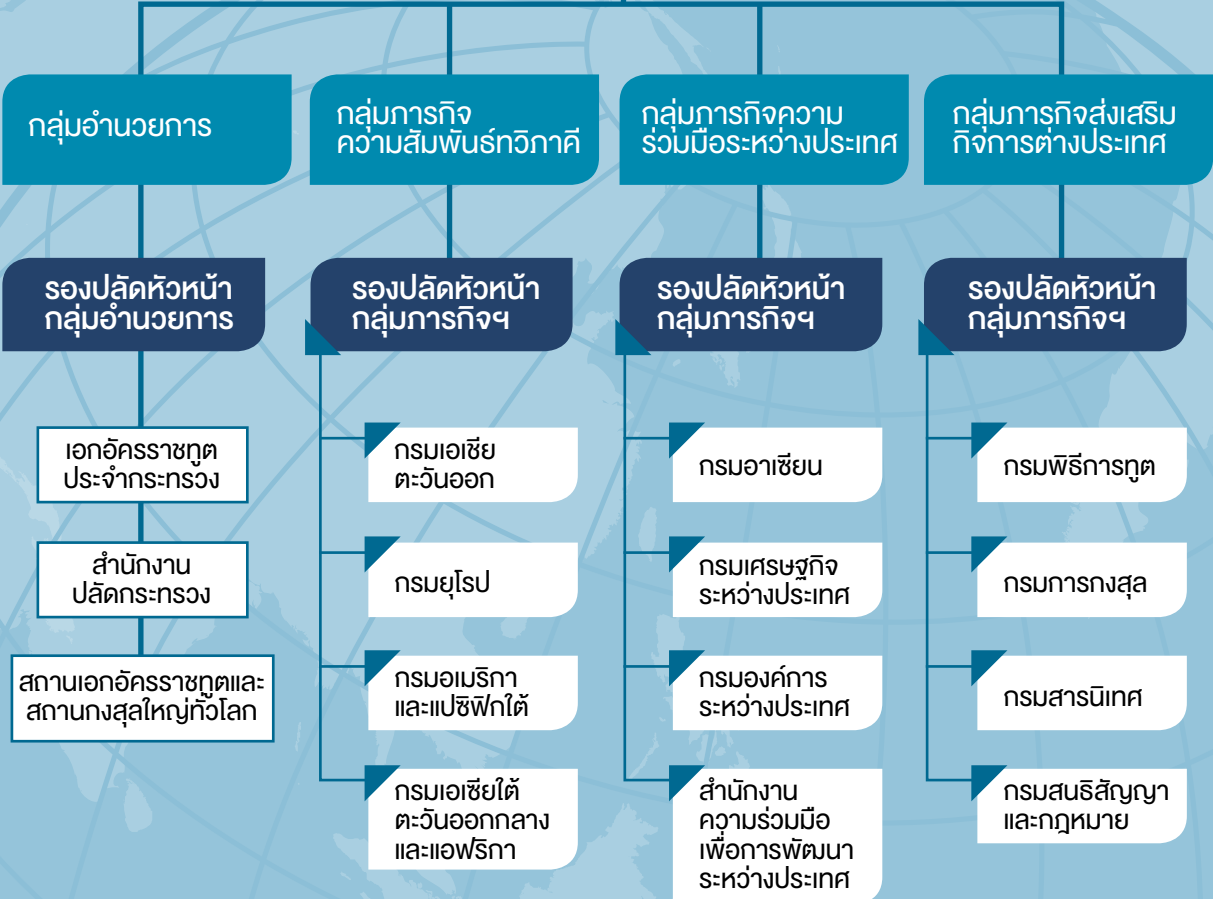 กลุ่มอำนวยการ
กลุ่มภารกิจ
ความสัมพันธ์ทวิภาคี
กลุ่มภารกิจความ
ร่วมมือระหว่างประเทศ
กลุ่มภารกิจส่งเสริม
กิจการต่างประเทศ
รองปลัดหัวหน้า
กลุ่มอำนวยการ
รองปลัดหัวหน้า
กลุ่มภารกิจฯ
รองปลัดหัวหน้า
กลุ่มภารกิจฯ
รองปลัดหัวหน้า
กลุ่มภารกิจฯ
เอกอัครราชทูต
ประจำกระทรวง
สำนักงาน
ปลัดกระทรวง
สถานเอกอัครราชทูตและ
สถานกงสุลใหญ่ทั่วโลก
กรมเอเชีย
ตะวันออก
กรมยุโรป
กรมอเมริกา
และแปซิฟิกใต้
กรมเอเชียใต้
ตะวันออกกลาง
และแอฟริกา
กรมอาเซียน
กรมเศรษฐกิจ
ระหว่างประเทศ
กรมองค์การ
ระหว่างประเทศ
สำนักงาน
ความร่วมมือ
เพื่อการพัฒนา
ระหว่างประเทศ
กรมพิธีการทูต
กรมการกงสุล
กรมสารนิเทศ
กรมสนธิสัญญา
และกฎหมาย